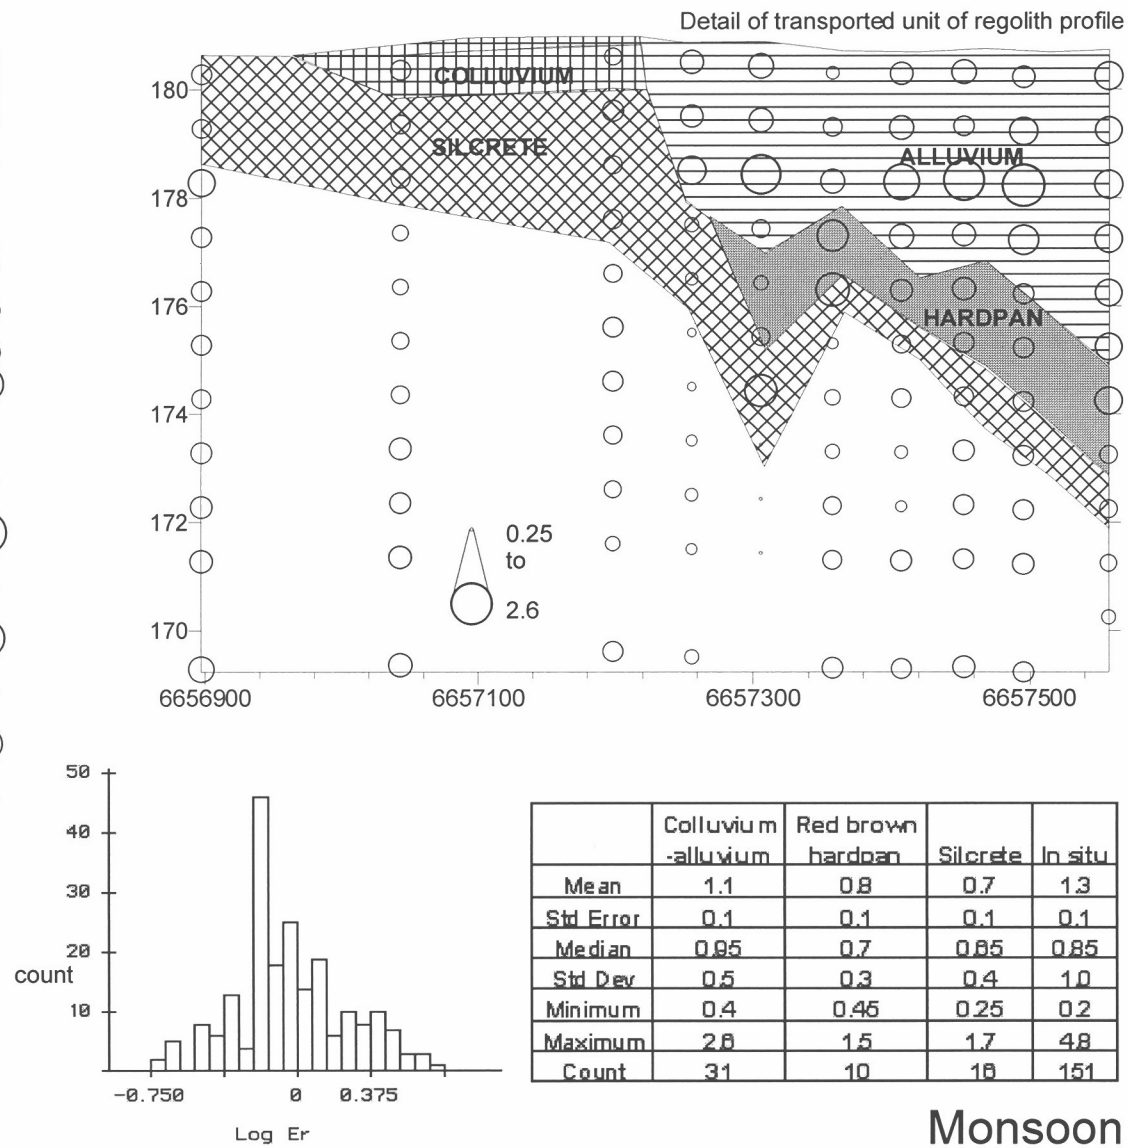 Detail of transported unit of regolith profile
180
178
176
174
172
170
COLLUVIUM
SILCRETE
ALLUVIUM
HARDPAN
0.25
to
2.6
6656900 6657100 6657300 6657500
50
40
30
20
10
count
-0.750 0 0.375
Log Er
Colluvium Red brown
-alluvium hardpan Silcrete In situ
Mean 1.1 0.8 0.7 1.3
Std Error 0.1 0.1 0.1 0.1
Median 0.95 0.7 0.65 0.85
Std Dev 0.5 0.3 0.4 1.0
Minimum 0.4 0.45 0.25 0.2
Maximum 2.6 1.5 1.7 4.8
Count 31 10 151
Monsoon